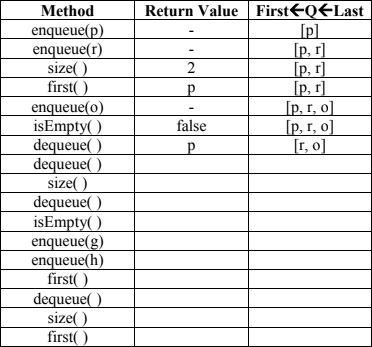 Method Return Value First←Q←Last
enqueue(p) - [p]
enqueue(r) - [p, r]
size( ) 2 [p, r]
first( ) p [p, r]
enqueue(o) - [p, r, o]
isEmpty( ) false [p, r, o]
dequeue( ) p [r, o]
dequeue( )
size( )
dequeue( )
isEmpty( )
enqueue(g)
enqueue(h)
first( )
dequeue( )
size( )
first( )